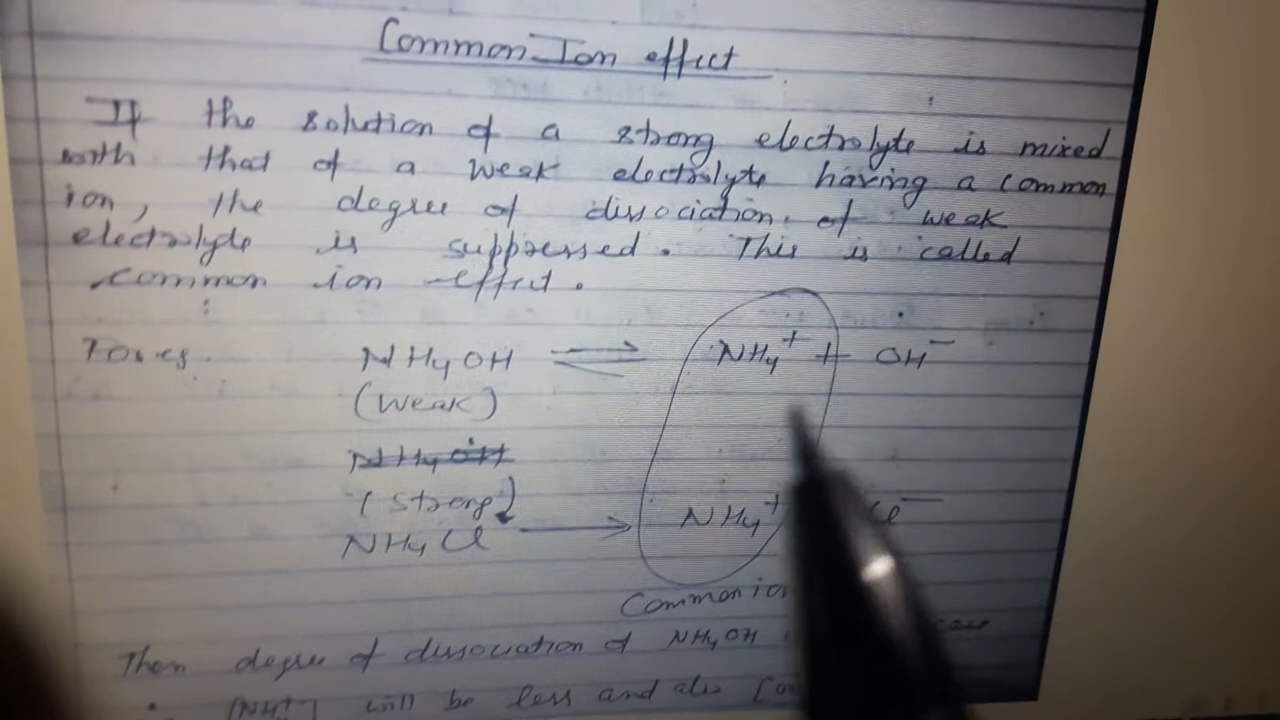 Common Ion effect
If the solution of a strong electrolyte is mixed
with that of a weak electrolyte having a common
ion, the degree of dissociation of weak
electrolyte is suppressed. This is called
common ion effect.
NH4OH ⇌ NH4+ + OH−
(Weak)
NH4OH
(Strong)
NH4Cl → NH4+ Cl−
Common
Then degree of dissociation of NH4OH
[NH4+] will be less and also